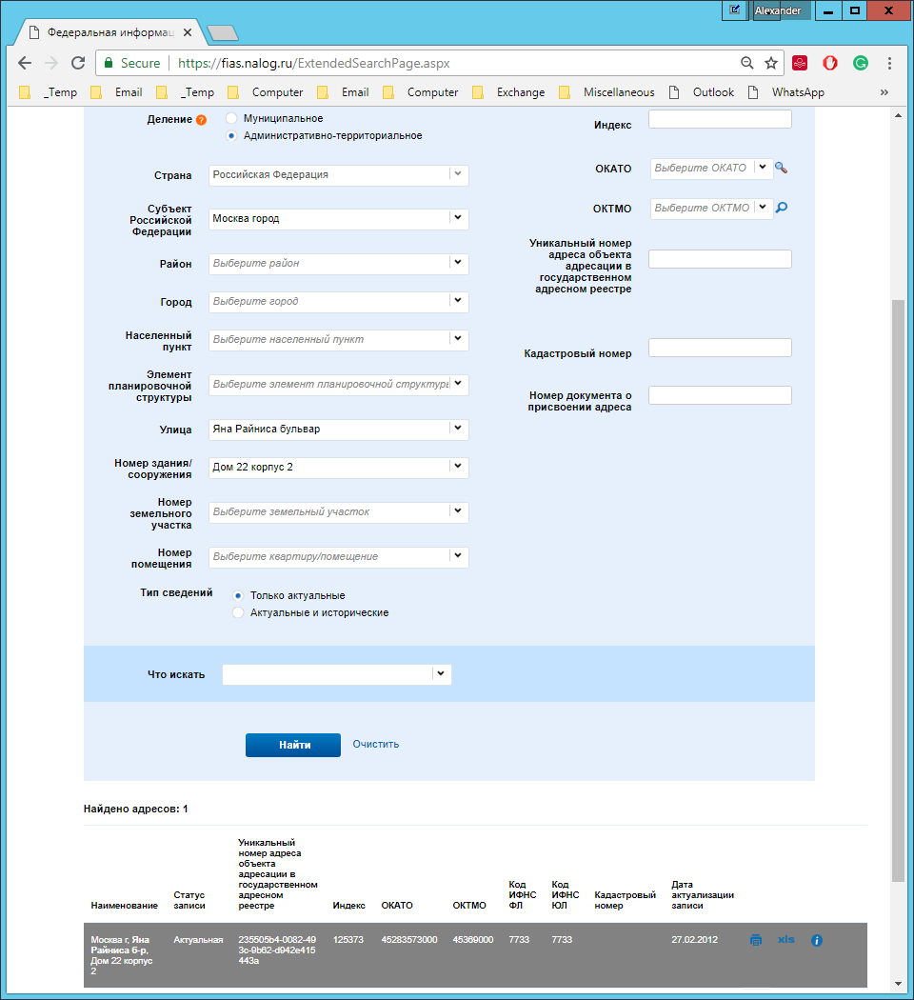 Alexander
Федеральная информац
Secure
https://fias.nalog.ru/ExtendedSearchPage.aspx
_Temp
Email
_Temp
Computer
Email
Computer
Exchange
Miscellaneous
Outlook
WhatsApp
»
Деление ?
Муниципальное
Административно-территориальное
Страна
Российская Федерация
Субъект
Российской
Федерации
Москва город
Район
Выберите район
Город
Выберите город
Населенный
пункт
Выберите населенный пункт
Элемент
планировочной
структуры
Выберите элемент планировочной структуры
Улица
Яна Райниса бульвар
Номер здания/
сооружения
Дом 22 корпус 2
Номер
земельного
участка
Выберите земельный участок
Номер
помещения
Выберите квартиру/помещение
Тип сведений
Только актуальные
Актуальные и исторические
Индекс
ОКАТО
Выберите ОКАТО
ОКТМО
Выберите ОКТМО
Уникальный номер
адреса объекта
адресации в
государственном
адресном реестре
Кадастровый номер
Номер документа о
присвоении адреса
Что искать
Найти
Очистить
Найдено адресов: 1
Наименование
Статус
записи
Уникальный
номер адреса
объекта
адресации в
государственном
адресном
реестре
Индекс
ОКАТО
ОКТМО
Код
ИФНС
ФЛ
Код
ИФНС
ЮЛ
Кадастровый
номер
Дата
актуализации
записи
Москва г, Яна
Райниса б-р,
Дом 22 корпус
2
Актуальная
235505b4-0082-49
3c-9b62-d942e415
443a
125373
45283573000
45369000
7733
7733
27.02.2012
xls